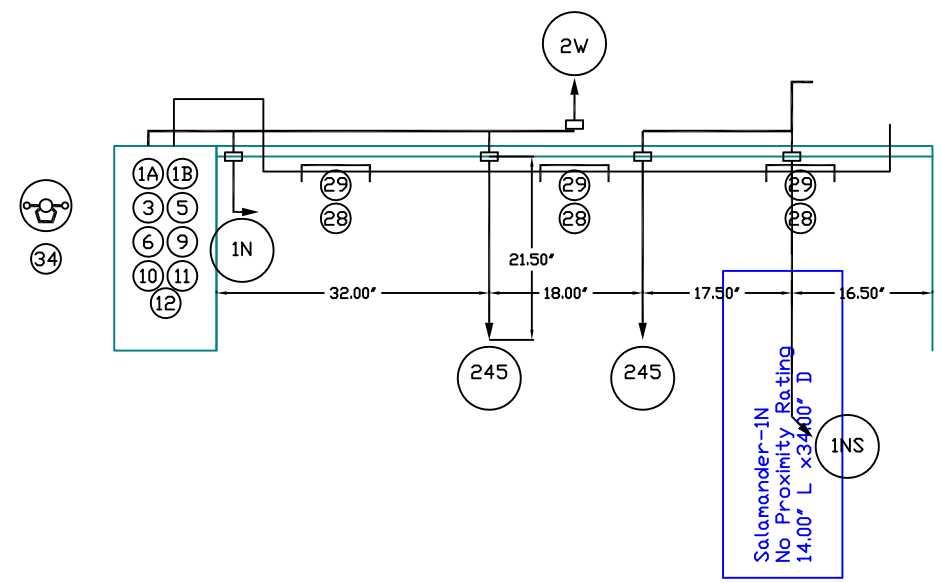 2W
1A 1B
3 5
6 9
10 11
12
34
1N
29
28
29
28
29
28
21.50"
32.00"
18.00"
17.50"
16.50"
245
245
1NS
Salamander-1N
No Proximity Rating
14.00" L x34.00" D